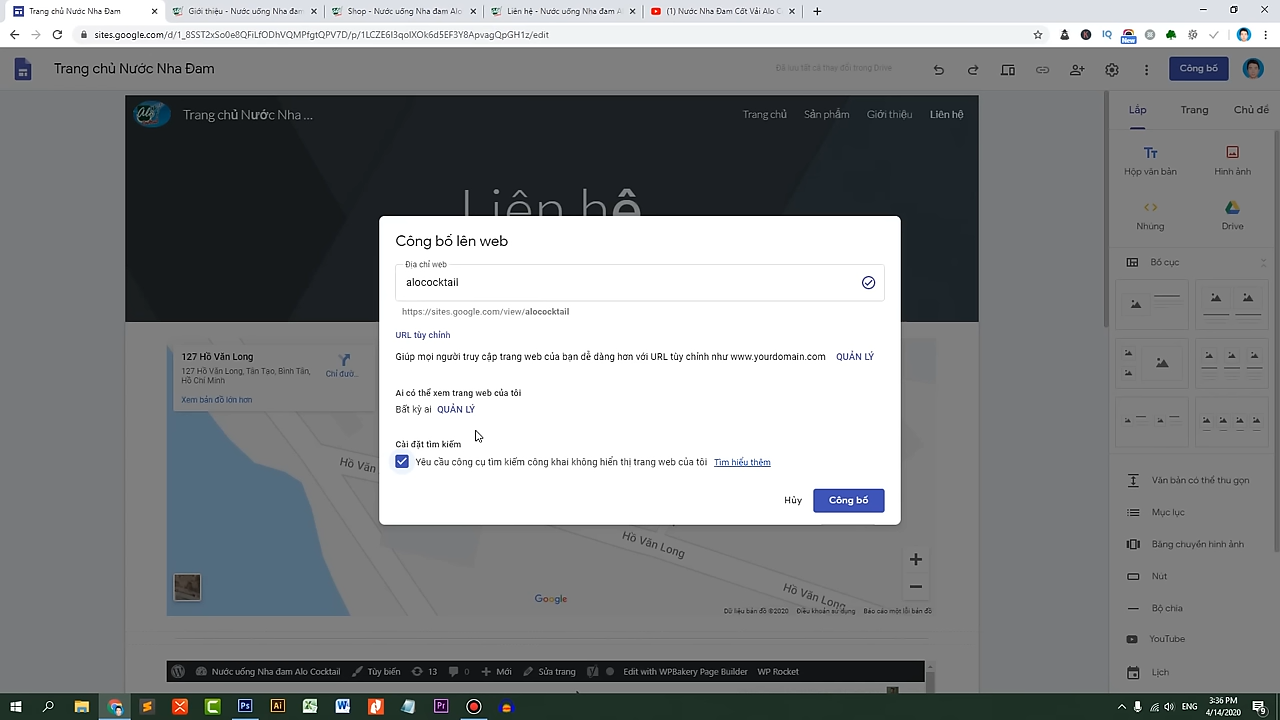 Trang chủ Nước Nha Đam
Giới thiệu - Nước uống Nha đam
Shop - Nước uống Nha đam Alo
Liên hệ - Nước uống Nha đam A
(1) Nước Nha Đam Cốt Vải Alo C
sites.google.com/d/1_8SST2xSo0e8QFiLfODhVQMPfgtQPV7D/p/1LCZE6I3qoIXOk6d5EF3Y8ApvagQpGH1z/edit
IQ
New
Trang chủ Nước Nha Đam
Đã lưu tất cả thay đổi trong Drive
Công bố
Trang chủ Nước Nha ...
Trang chủ
Sản phẩm
Giới thiệu
Liên hệ
Lắp
Trang
Chủ đề
Liên hệ
Hộp văn bản
Hình ảnh
Nhúng
Drive
Bố cục
Công bố lên web
Địa chỉ web
alococktail
https://sites.google.com/view/alococktail
URL tùy chỉnh
Giúp mọi người truy cập trang web của bạn dễ dàng hơn với URL tùy chỉnh như www.yourdomain.com QUẢN LÝ
Ai có thể xem trang web của tôi
Bất kỳ ai QUẢN LÝ
Cài đặt tìm kiếm
Yêu cầu công cụ tìm kiếm công khai không hiển thị trang web của tôi Tìm hiểu thêm
Hủy
Công bố
127 Hồ Văn Long
127 Hồ Văn Long, Tân Tạo, Bình Tân,
Hồ Chí Minh
Chỉ đườ...
Xem bản đồ lớn hơn
Hồ Văn
Hồ Văn Long
Hồ Văn Long
Google
Dữ liệu bản đồ ©2020 Điều khoản sử dụng Báo cáo một lỗi bản đồ
Văn bản có thể thu gọn
Mục lục
Băng chuyền hình ảnh
Nút
Bộ chia
YouTube
Lịch
Nước uống Nha đam Alo Cocktail Tùy biến 13 0 Mới Sửa trang Edit with WPBakery Page Builder WP Rocket
3:36 PM
4/14/2020